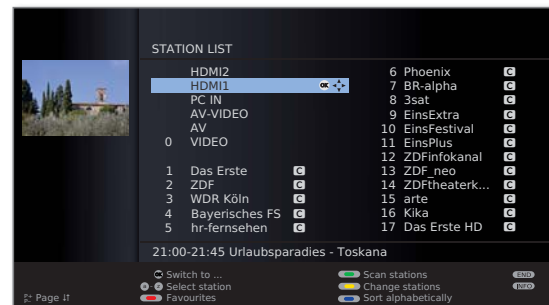 STATION LIST
HDMI2
HDMI1 OK
PC IN
AV-VIDEO
AV
0 VIDEO
1 Das Erste C
2 ZDF C
3 WDR Köln C
4 Bayerisches FS C
5 hr-fernsehen C
6 Phoenix C
7 BR-alpha C
8 3sat C
9 EinsExtra C
10 EinsFestival C
11 EinsPlus C
12 ZDFinfokanal C
13 ZDF_neo C
14 ZDFtheaterk... C
15 arte C
16 Kika C
17 Das Erste HD C
21:00-21:45 Urlaubsparadies - Toskana
OK Switch to ...
Select station
Favourites
Scan stations END
Change stations INFO
Sort alphabetically
P+ P- Page